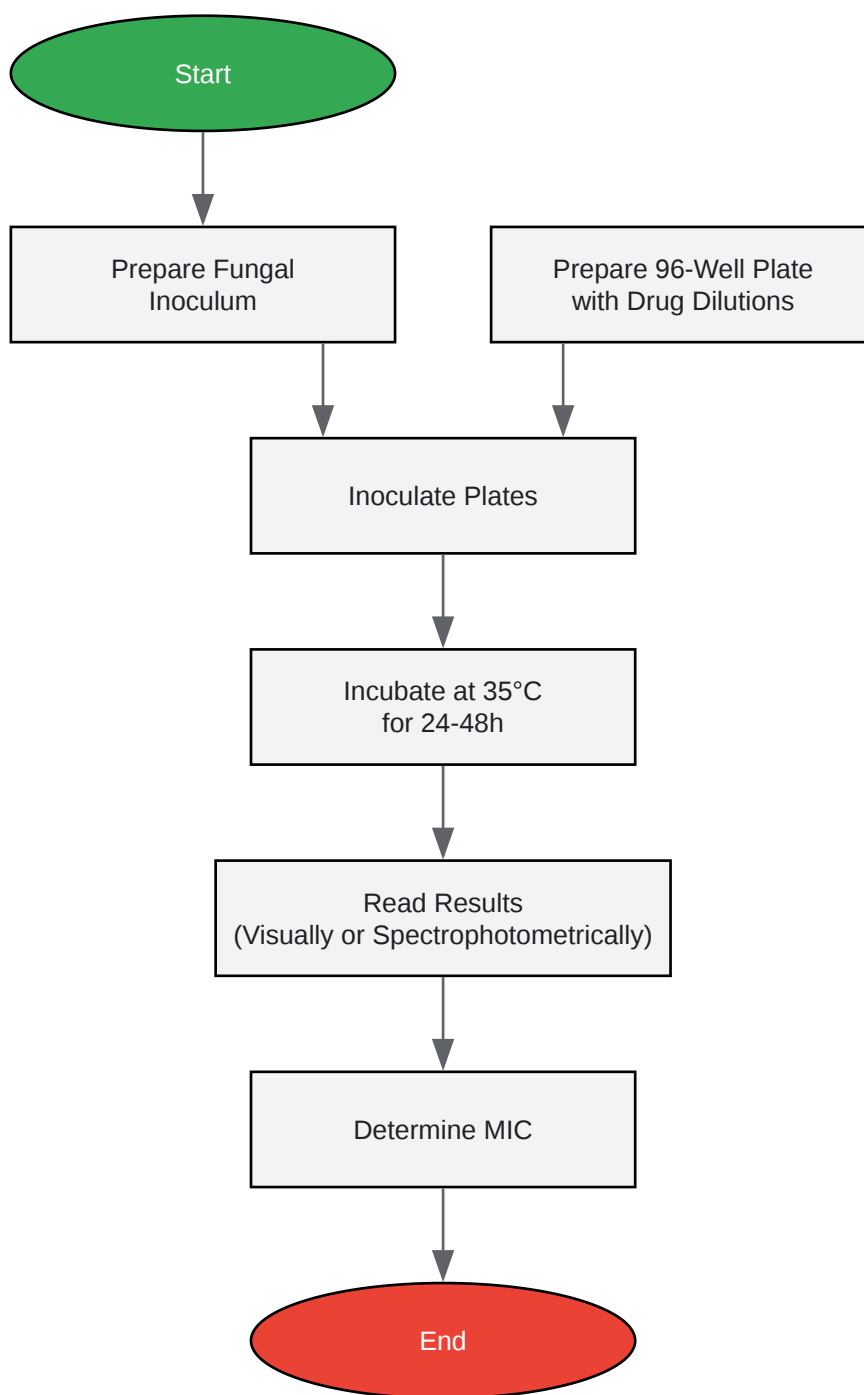 Start
Prepare Fungal
Inoculum
Prepare 96-Well Plate
with Drug Dilutions
Inoculate Plates
Incubate at 35°C
for 24-48h
Read Results
(Visually or Spectrophotometrically)
Determine MIC
End